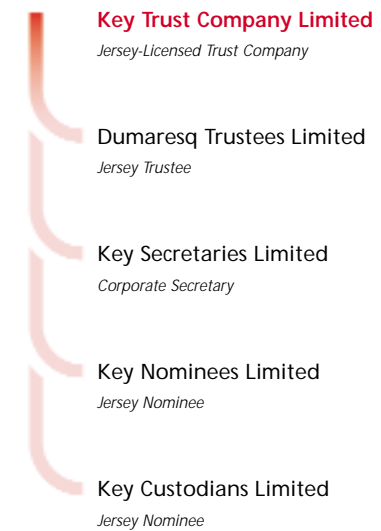 Key Trust Company Limited
Jersey-Licensed Trust Company
Dumaresq Trustees Limited
Jersey Trustee
Key Secretaries Limited
Corporate Secretary
Key Nominees Limited
Jersey Nominee
Key Custodians Limited
Jersey Nominee